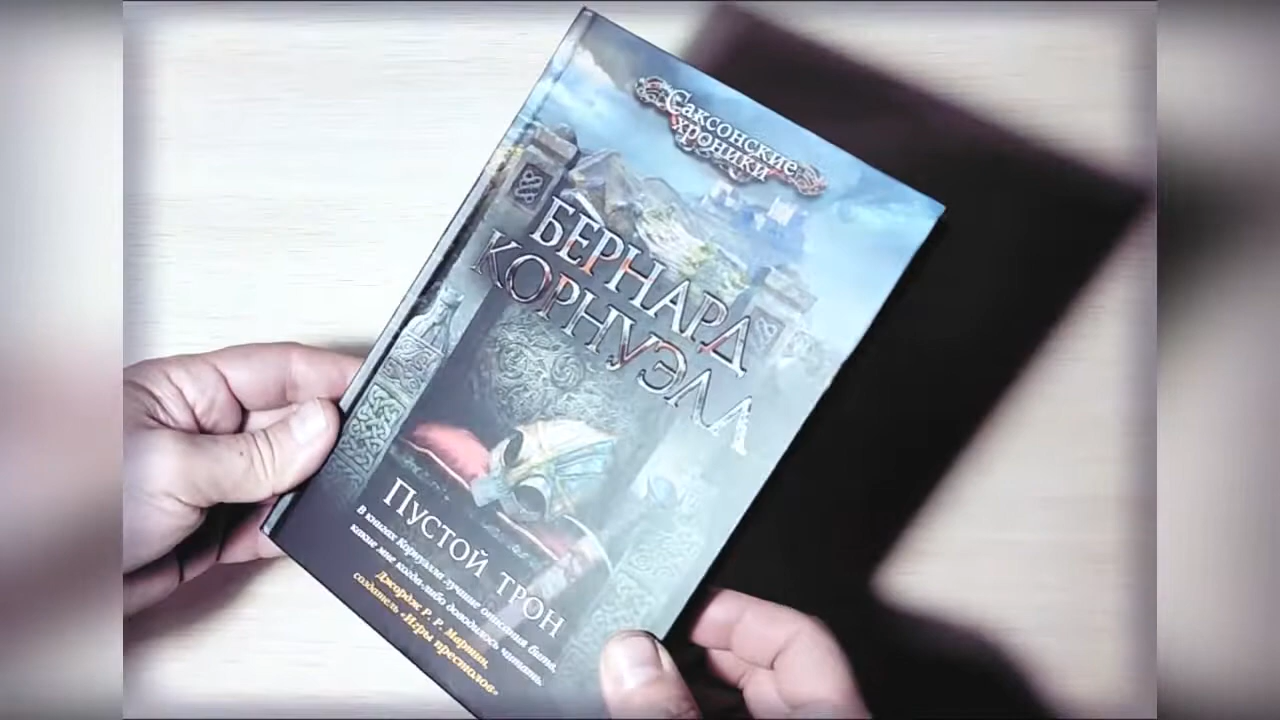 Саксонские
хроники
БЕРНАРД
КОРНУЭЛЛ
ПУСТОЙ ТРОН
В книгах Корнуэлла лучшие описания битв,
какие мне когда-либо доводилось читать.
Джордж Р. Р. Мартин,
создатель «Игры престолов»